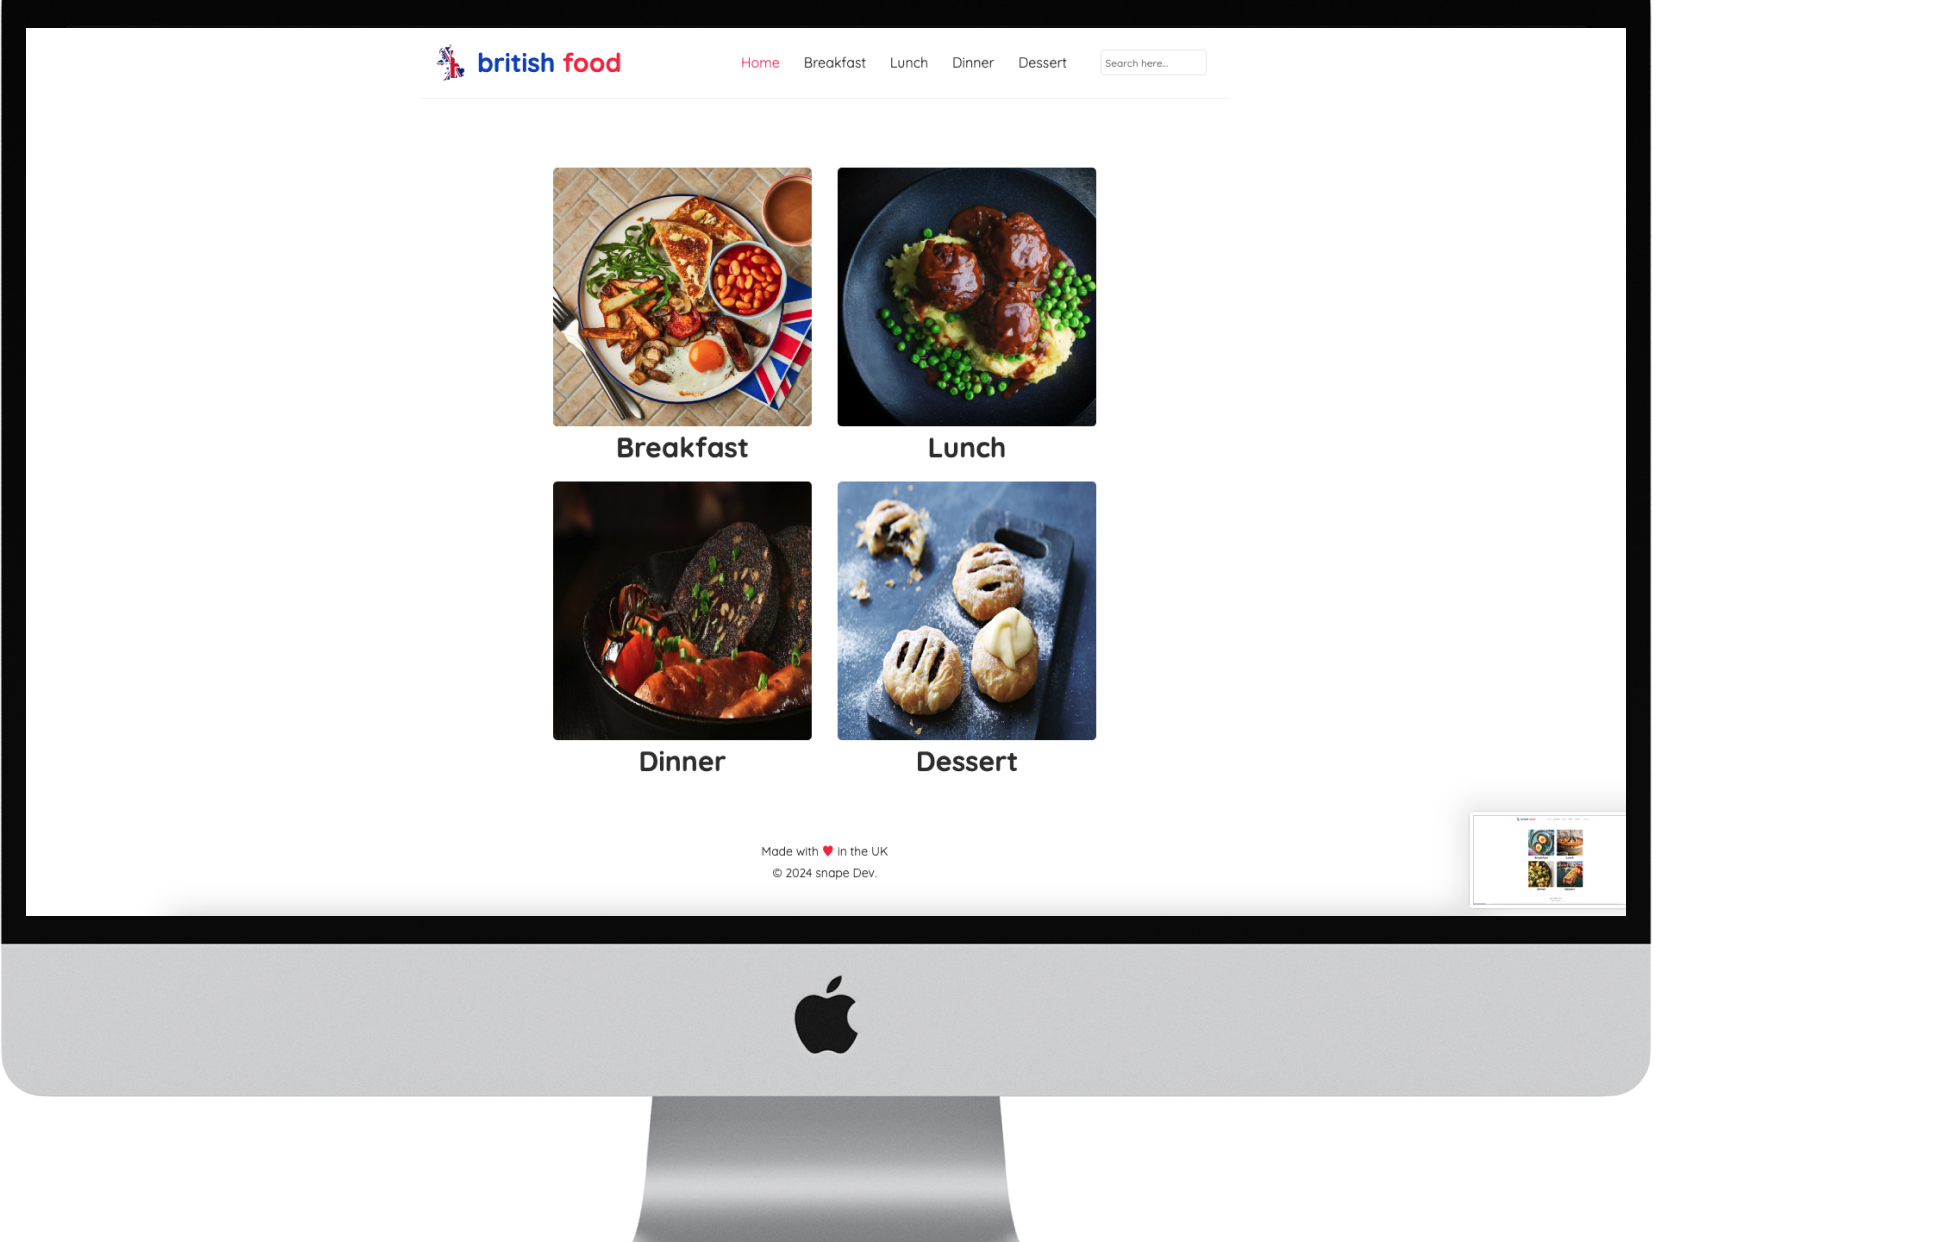 british food
Home Breakfast Lunch Dinner Dessert Search here...
Breakfast Lunch
Dinner Dessert
Made with ♥ in the UK
© 2024 snape Dev.